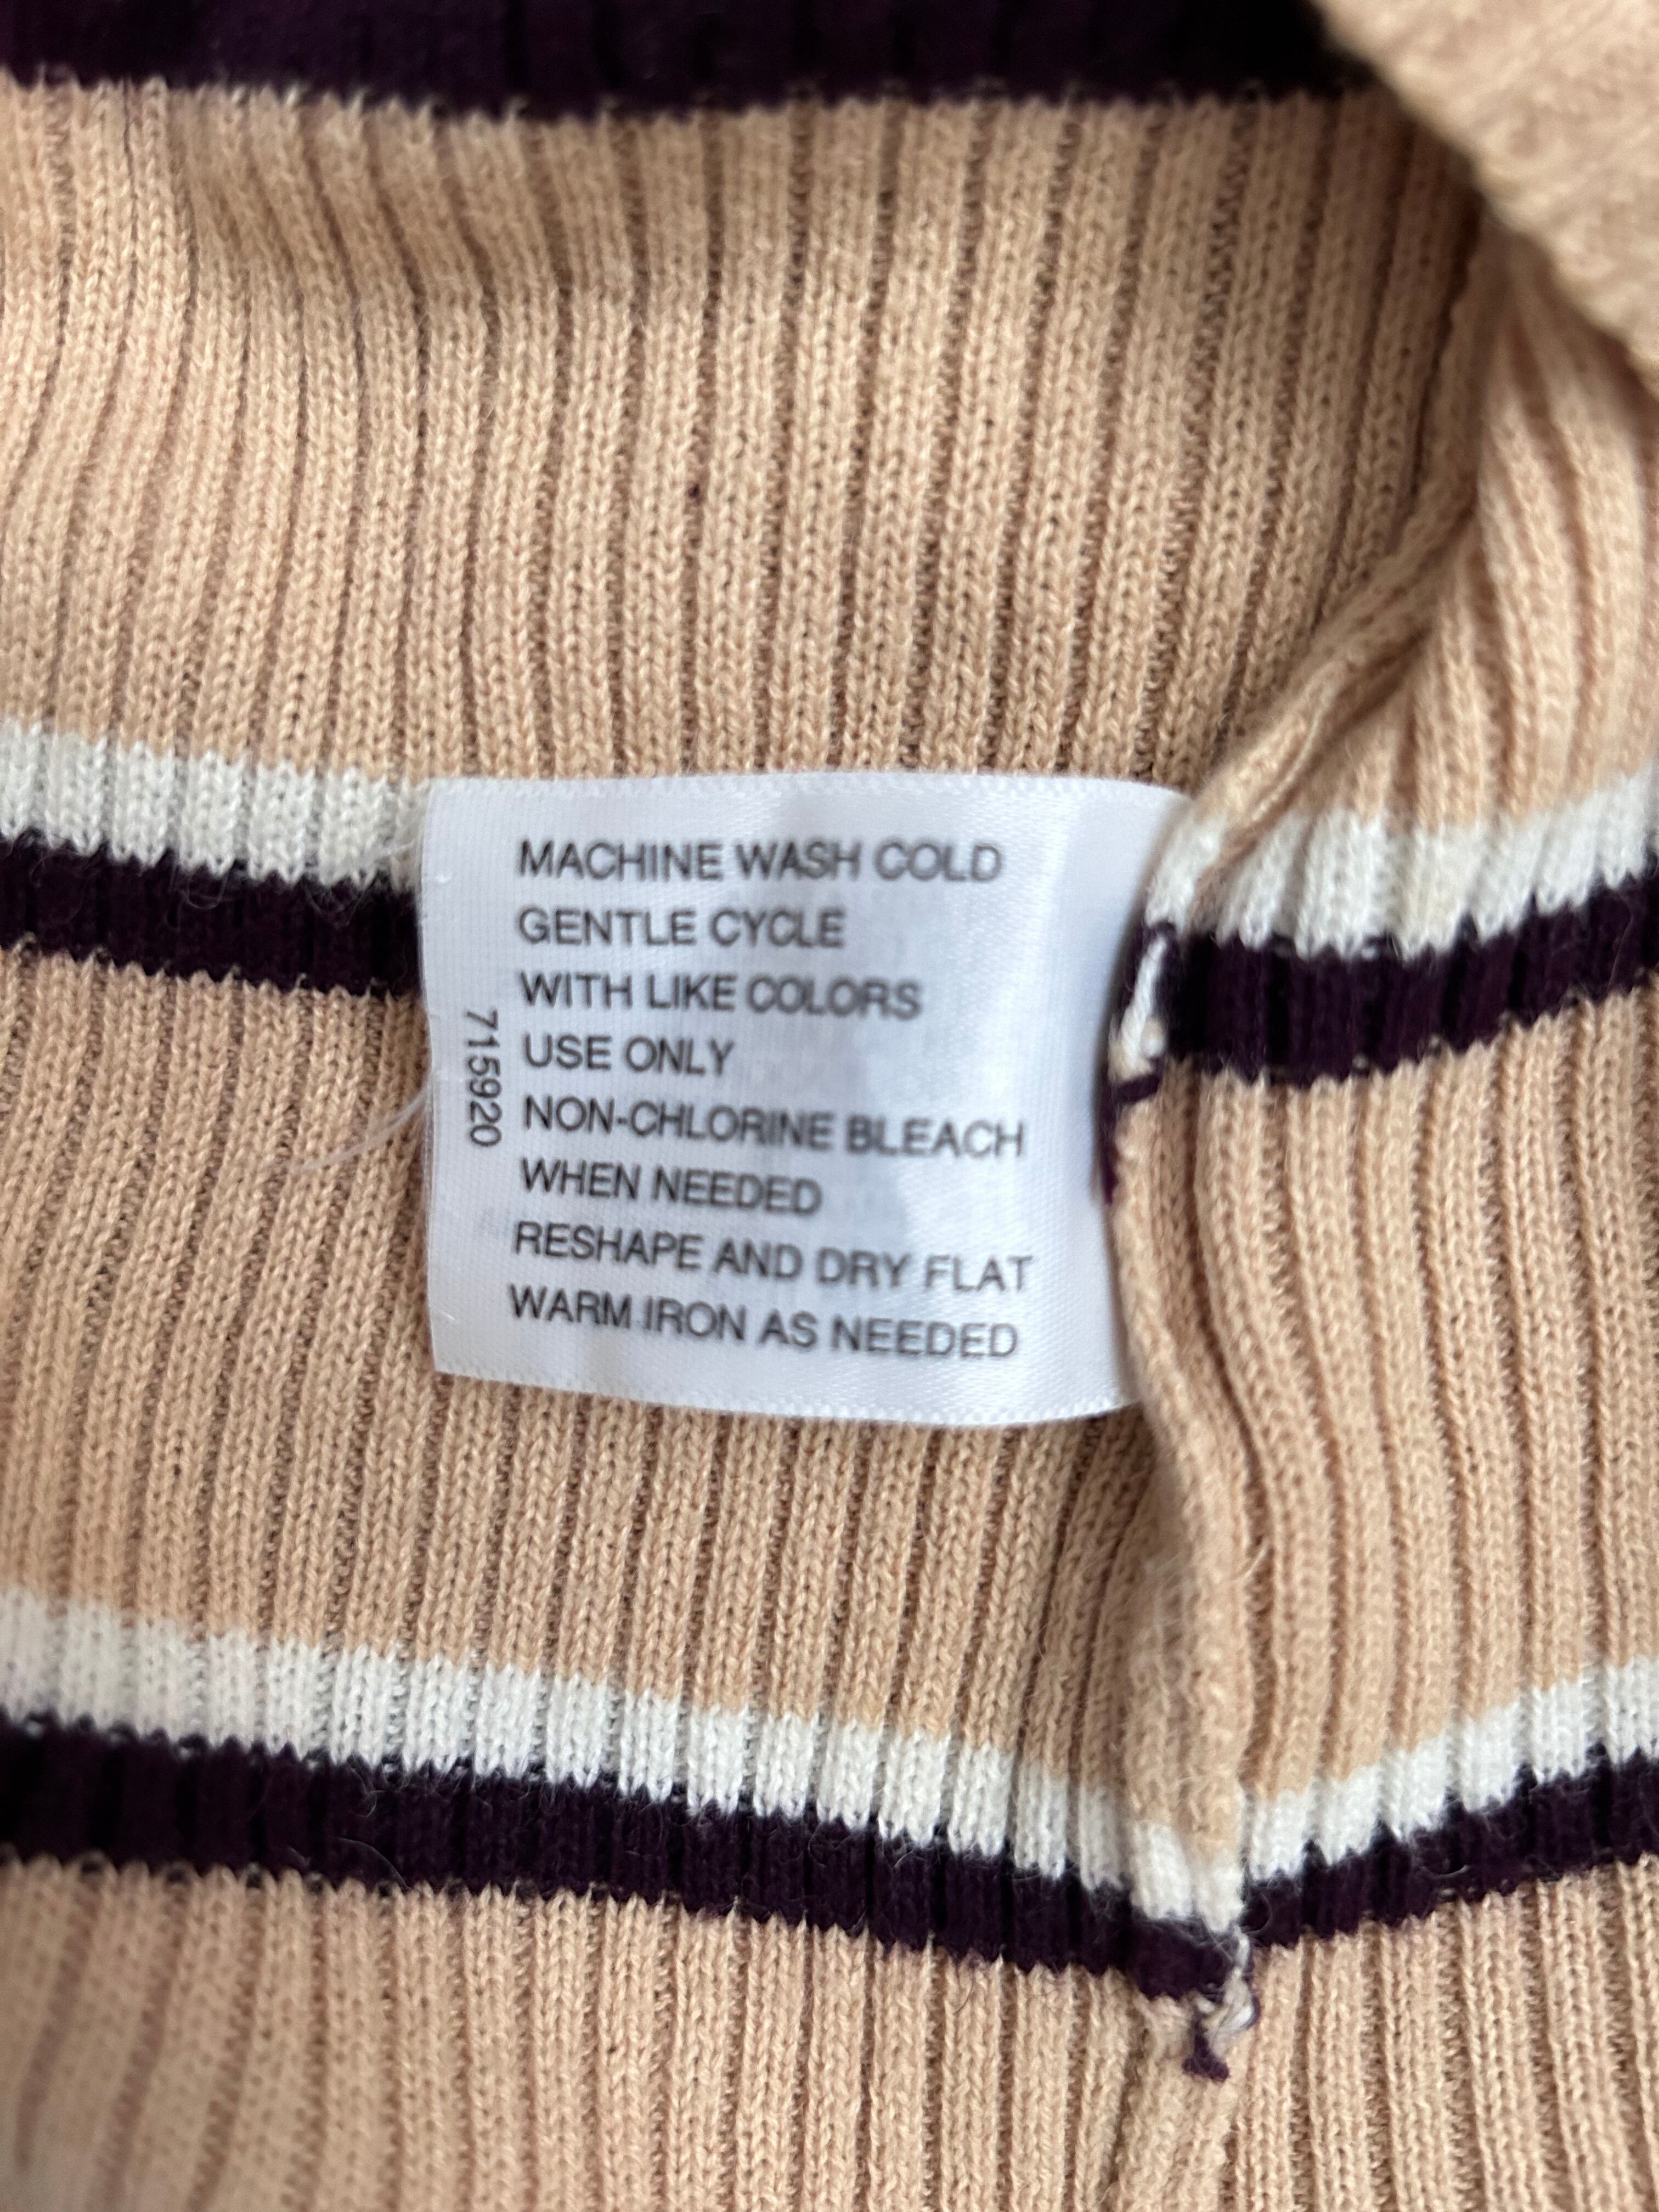 MACHINE WASH COLD
GENTLE CYCLE
WITH LIKE COLORS
USE ONLY
NON-CHLORINE BLEACH
WHEN NEEDED
RESHAPE AND DRY FLAT
WARM IRON AS NEEDED
715920